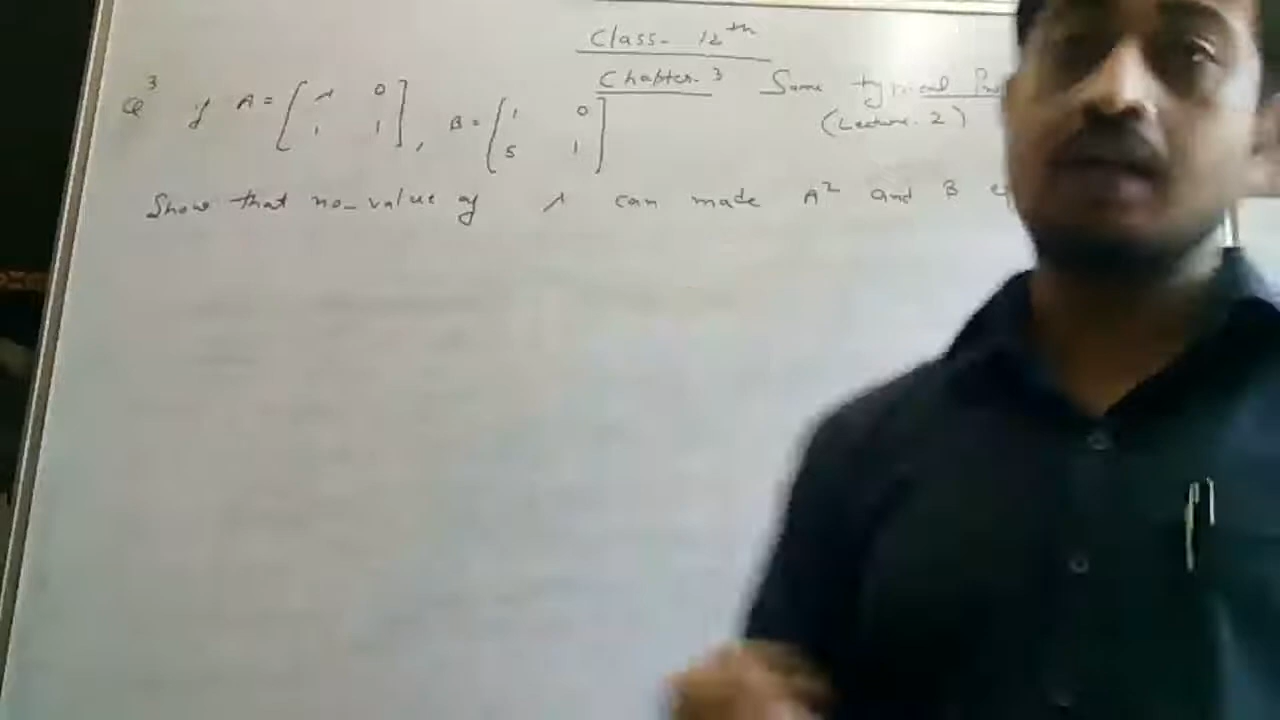 Class- 12th
Chapter- 3 Some typical
(Lecture. 2)
Q3 if A = [λ 0
1 1], B = [1 0
5 1]
Show that no value of λ can made A² and B